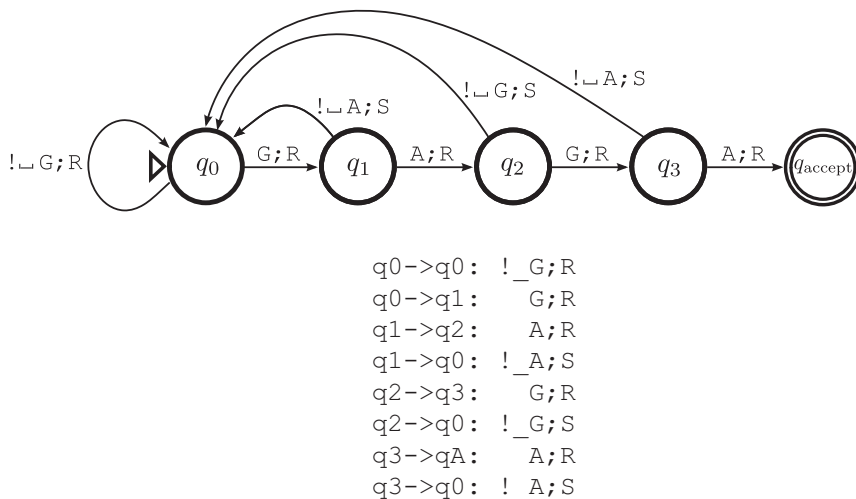 !␣A;S
!␣G;S
!␣A;S
!␣G;R
q0
G;R
q1
A;R
q2
G;R
q3
A;R
qaccept
q0->q0: !_G;R
q0->q1: G;R
q1->q2: A;R
q1->q0: !_A;S
q2->q3: G;R
q2->q0: !_G;S
q3->qA: A;R
q3->q0: ! A;S